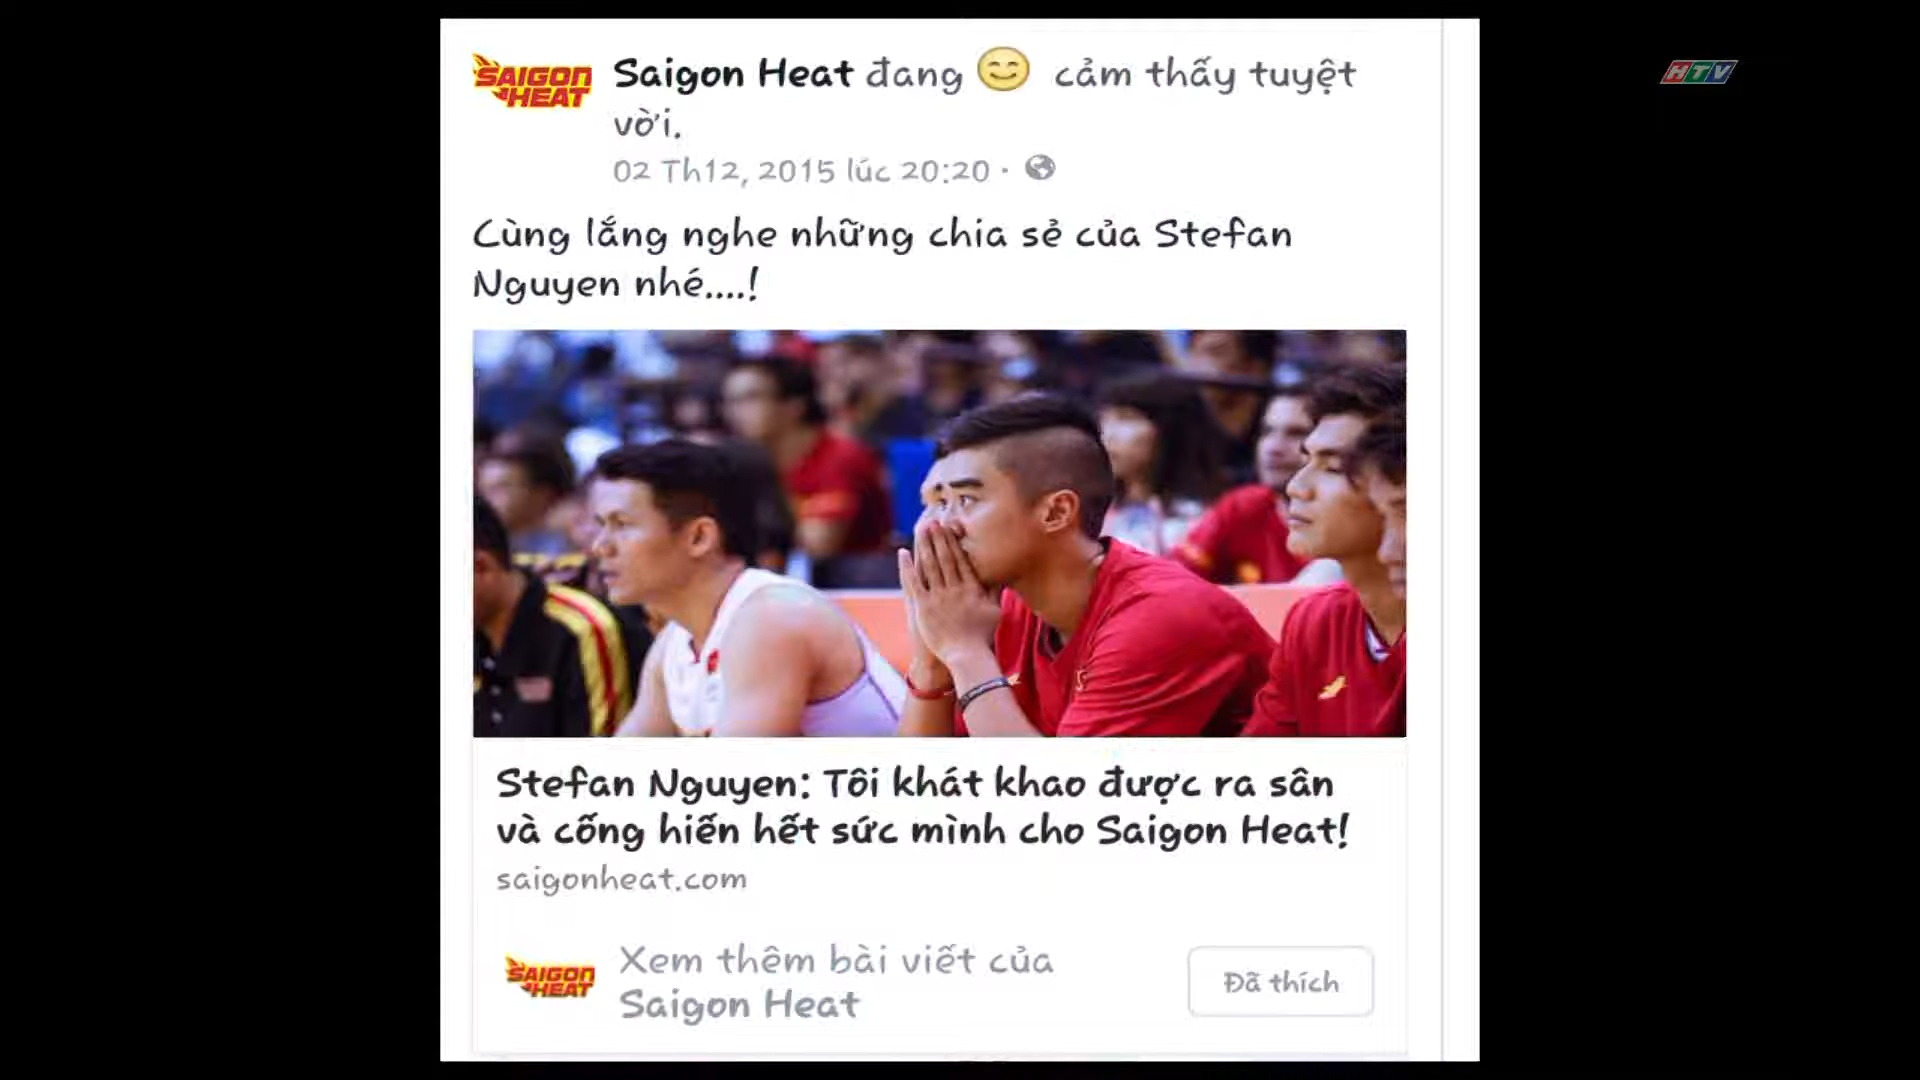 SAIGON HEAT
HTV
Saigon Heat đang 😊 cảm thấy tuyệt
vời.
02 Th12, 2015 lúc 20:20 ·
Cùng lắng nghe những chia sẻ của Stefan
Nguyen nhé....!
Stefan Nguyen: Tôi khát khao được ra sân
và cống hiến hết sức mình cho Saigon Heat!
saigonheat.com
SAIGON HEAT
Xem thêm bài viết của
Saigon Heat
Đã thích